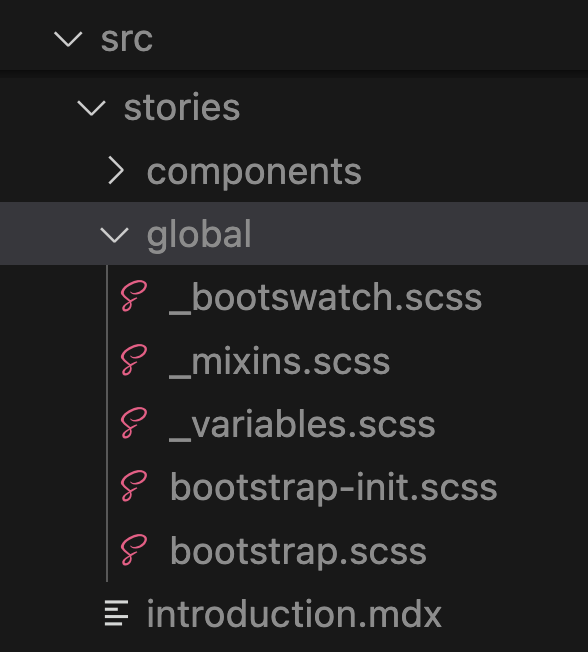 src
stories
components
global
_bootswatch.scss
_mixins.scss
_variables.scss
bootstrap-init.scss
bootstrap.scss
introduction.mdx